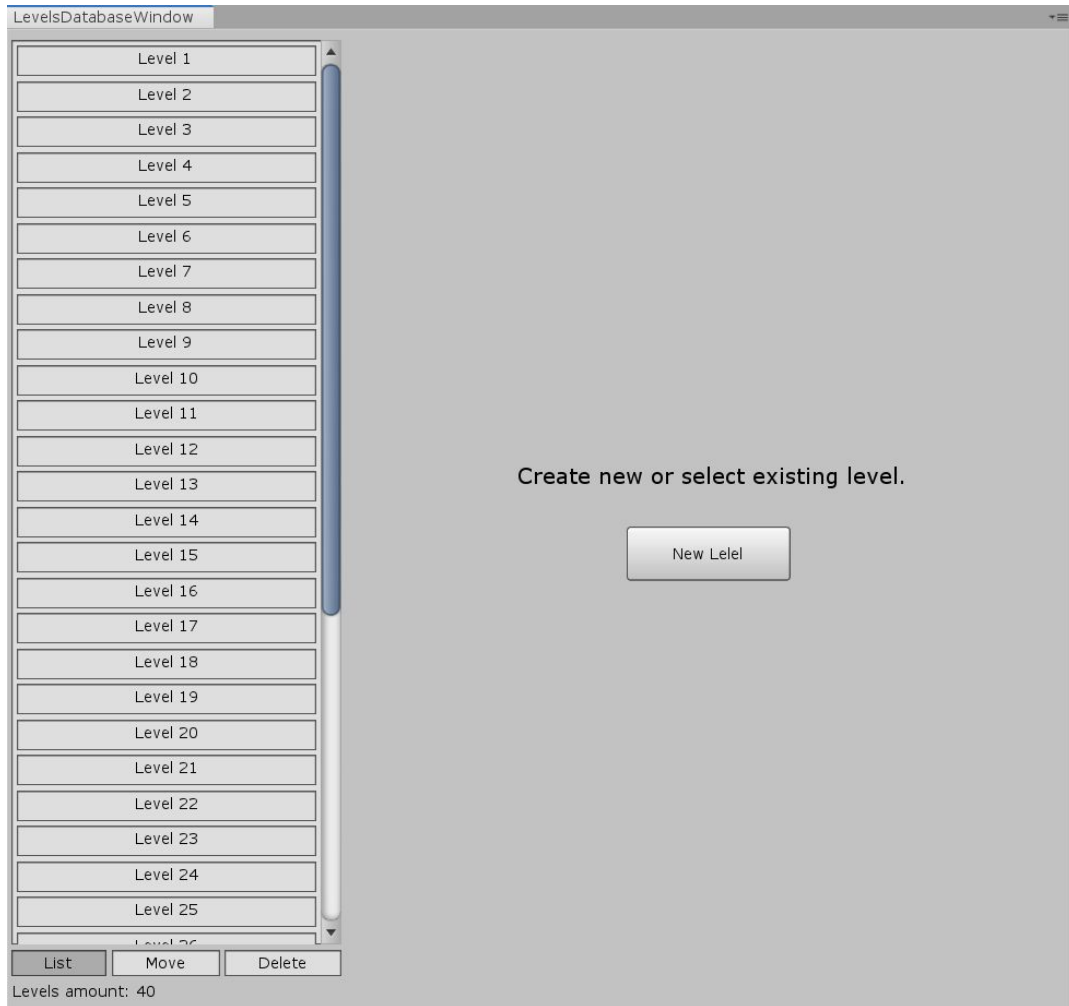 LevelsDatabaseWindow
Level 1
Level 2
Level 3
Level 4
Level 5
Level 6
Level 7
Level 8
Level 9
Level 10
Level 11
Level 12
Level 13
Level 14
Level 15
Level 16
Level 17
Level 18
Level 19
Level 20
Level 21
Level 22
Level 23
Level 24
Level 25
Level 26
List Move Delete
Levels amount: 40
Create new or select existing level.
New Lelel